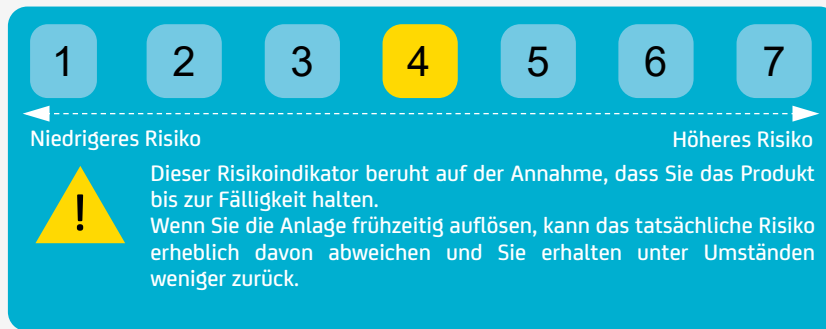 1 2 3 4 5 6 7
Niedrigeres Risiko Höheres Risiko
! Dieser Risikoindikator beruht auf der Annahme, dass Sie das Produkt
bis zur Fälligkeit halten.
Wenn Sie die Anlage frühzeitig auflösen, kann das tatsächliche Risiko
erheblich davon abweichen und Sie erhalten unter Umständen
weniger zurück.